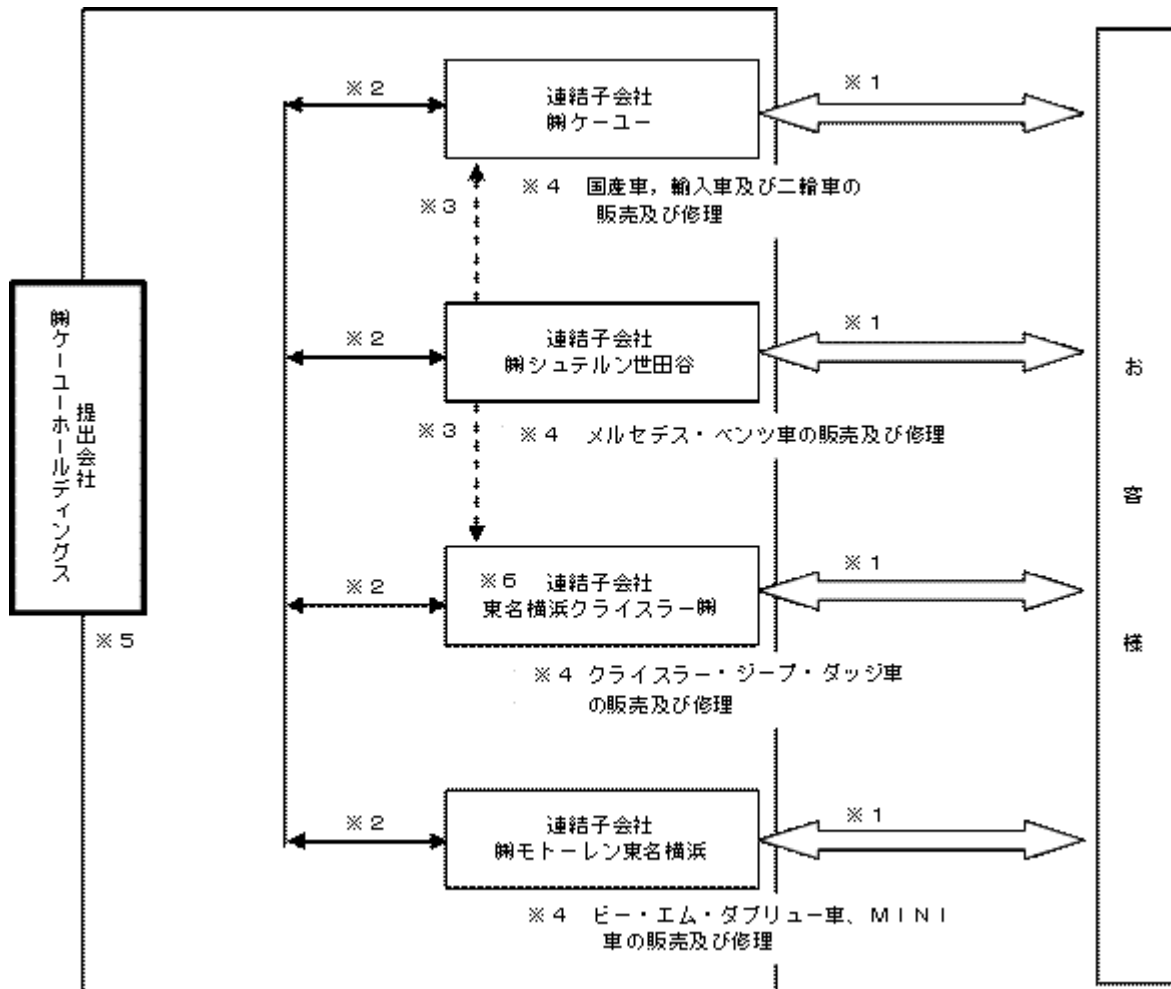 ※２
連結子会社
㈱ケーユー
※１
※４　国産車，輸入車及び二輪車の
販売及び修理
※３
㈱ケーユーホールディングス
提出会社
※５
※２
連結子会社
㈱シュテルン世田谷
※１
※３
※４　メルセデス・ベンツ車の販売及び修理
お客様
※２
※６　連結子会社
東名横浜クライスラー㈱
※１
※４　クライスラー・ジープ・ダッジ車
の販売及び修理
※２
連結子会社
㈱モトーレン東名横浜
※１
※４　ビー・エム・ダブリュー車、ＭＩＮＩ
車の販売及び修理